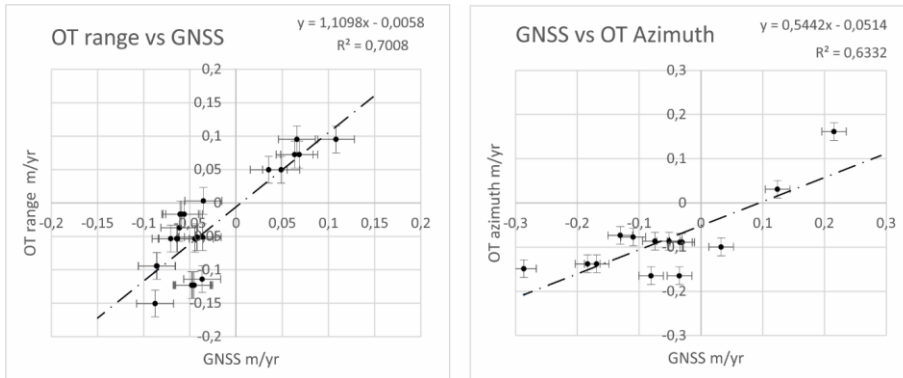 OT range vs GNSS
y = 1,1098x - 0,0058
R² = 0,7008
0,2
0,15
0,1
0,05
0
-0,2 -0,15 -0,1 -0,05 0 0,05 0,1 0,15 0,2
-0,05
-0,1
-0,15
-0,2
OT range m/yr
GNSS m/yr
GNSS vs OT Azimuth
y = 0,5442x - 0,0514
R² = 0,6332
0,3
0,2
0,1
0
-0,3 -0,2 -0,1 0 0,1 0,2 0,3
-0,1
-0,2
-0,3
OT azimuth m/yr
GNSS m/yr